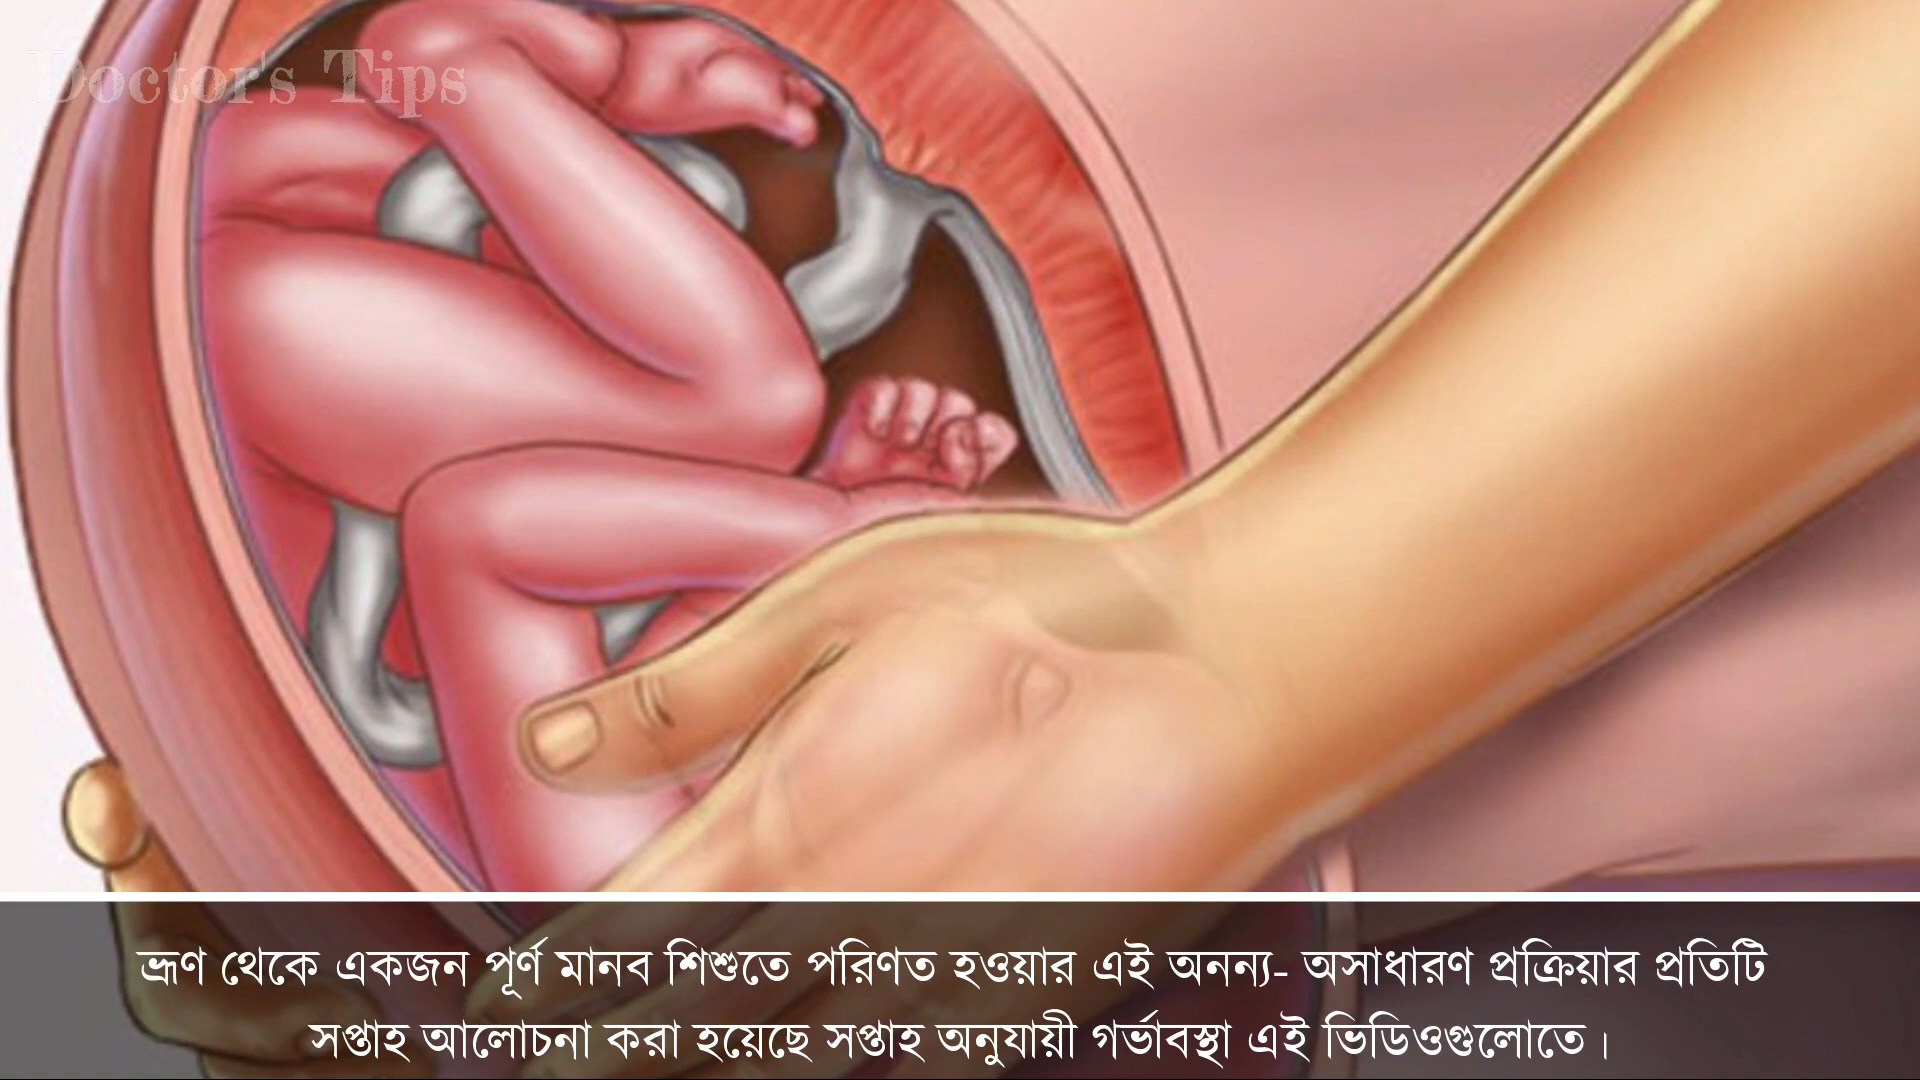 Doctor's Tips
ভ্রূণ থেকে একজন পূর্ণ মানব শিশুতে পরিণত হওয়ার এই অনন্য- অসাধারণ প্রক্রিয়ার প্রতিটি
সপ্তাহ আলোচনা করা হয়েছে সপ্তাহ অনুযায়ী গর্ভাবস্থা এই ভিডিওগুলোতে।